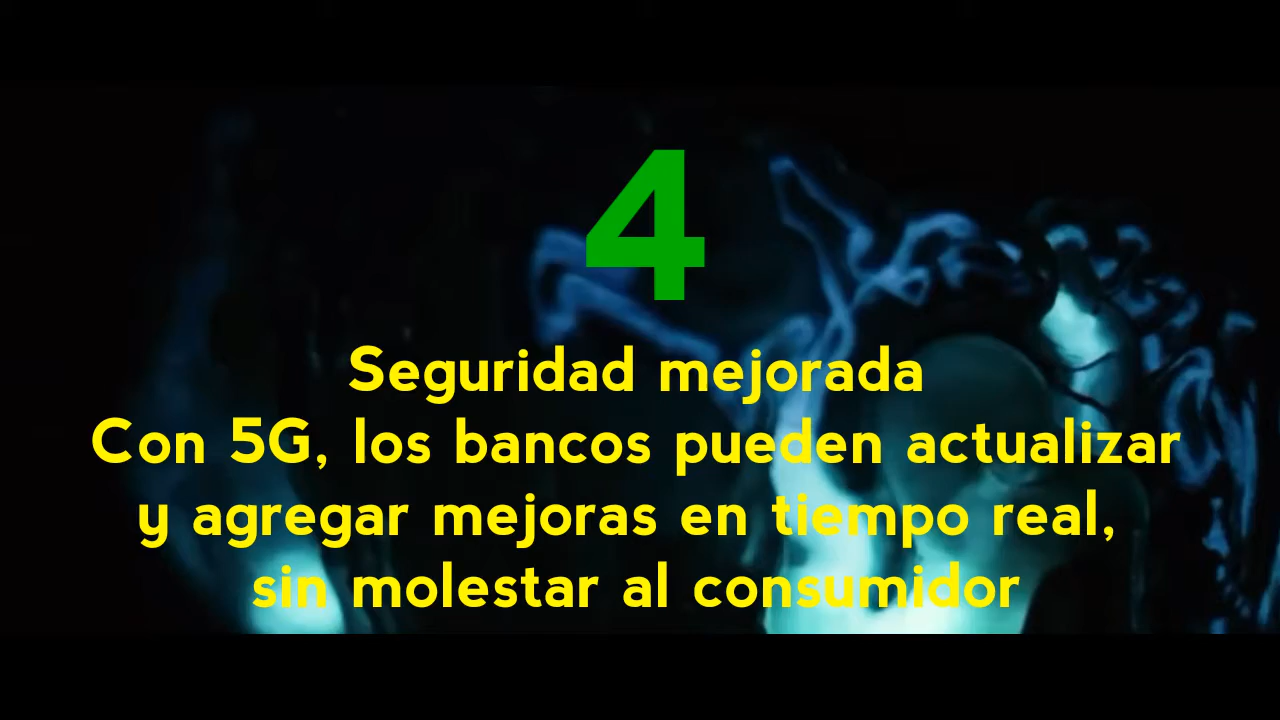 4
Seguridad mejorada
Con 5G, los bancos pueden actualizar
y agregar mejoras en tiempo real,
sin molestar al consumidor